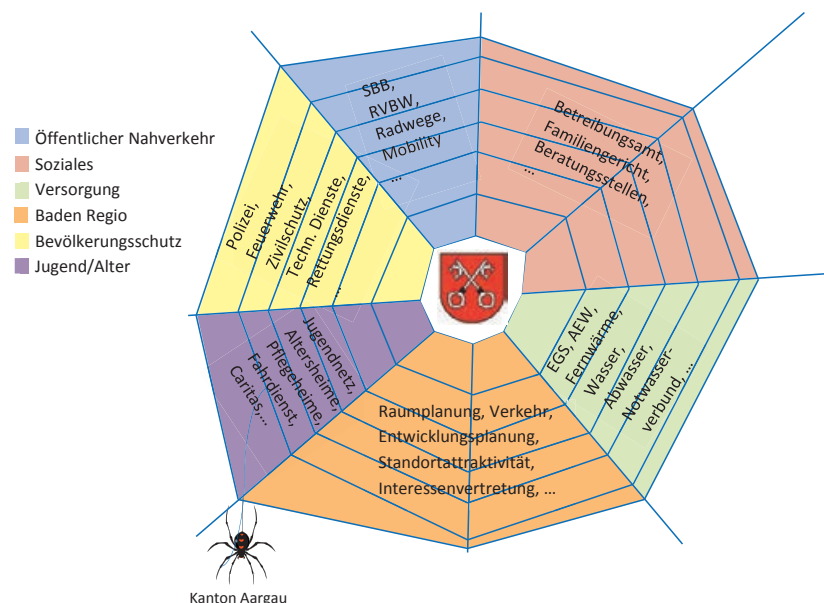 Öffentlicher Nahverkehr
Soziales
Versorgung
Baden Regio
Bevölkerungsschutz
Jugend/Alter
SBB,
RVBW,
Radwege,
Mobility
...
Betreibungsamt,
Familiengericht,
Beratungsstellen,
...
Polizei,
Feuerwehr,
Zivilschutz,
Techn. Dienste,
Rettungsdienste,
...
EGS, AEW,
Fernwärme,
Wasser,
Abwasser,
Notwasser-
verbund, ...
Jugendnetz,
Altersheime,
Pflegeheime,
Fahrdienst,
Caritas,...
Raumplanung, Verkehr,
Entwicklungsplanung,
Standortattraktivität,
Interessenvertretung, ...
Kanton Aargau